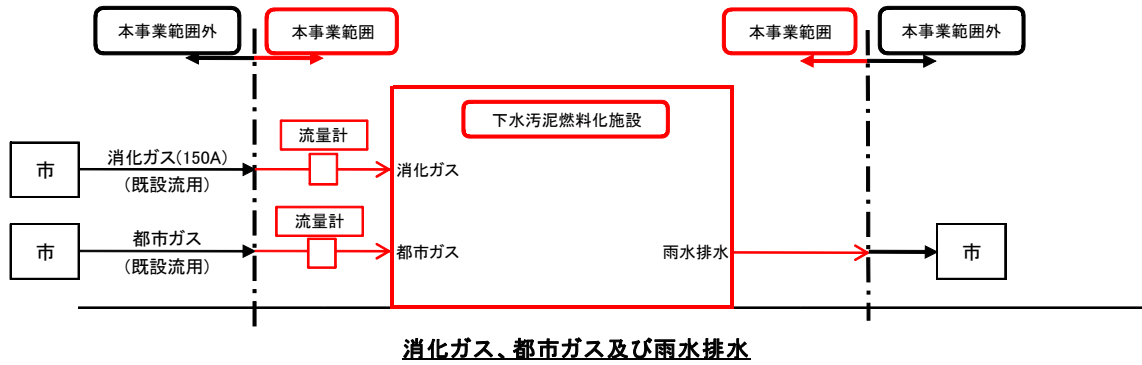 本事業範囲外
本事業範囲
本事業範囲
本事業範囲外
下水汚泥燃料化施設
流量計
市
消化ガス(150A)
(既設流用)
消化ガス
流量計
市
都市ガス
(既設流用)
都市ガス
雨水排水
市
消化ガス、都市ガス及び雨水排水